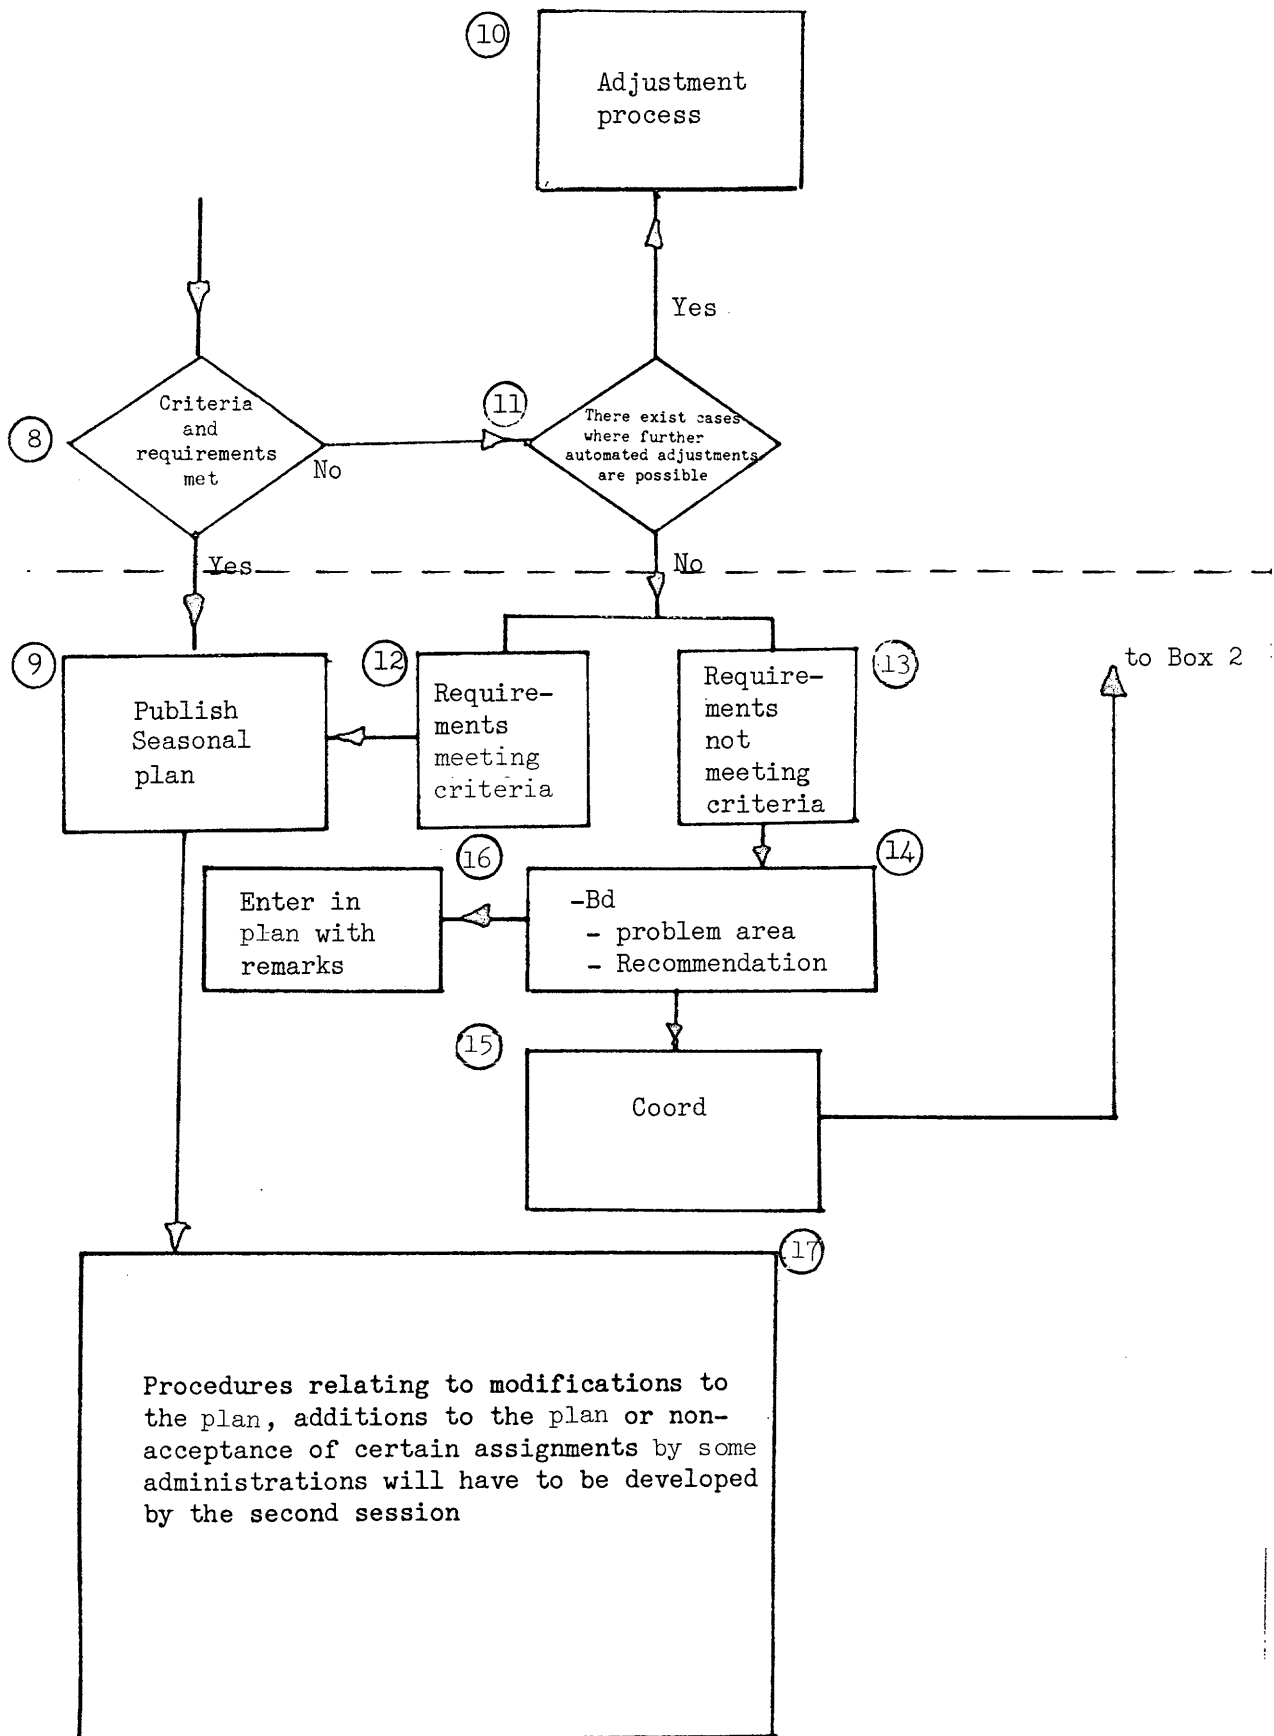 10
Adjustment
process
Yes
8
Criteria
and
requirements
met
No
11
There exist cases
where further
automated adjustments
are possible
Yes
No
9
Publish
Seasonal
plan
12
Require-
ments
meeting
criteria
13
Require-
ments
not
meeting
criteria
to Box 2
16
Enter in
plan with
remarks
14
-Bd
- problem area
- Recommendation
15
Coord
17
Procedures relating to modifications to
the plan, additions to the plan or non-
acceptance of certain assignments by some
administrations will have to be developed
by the second session